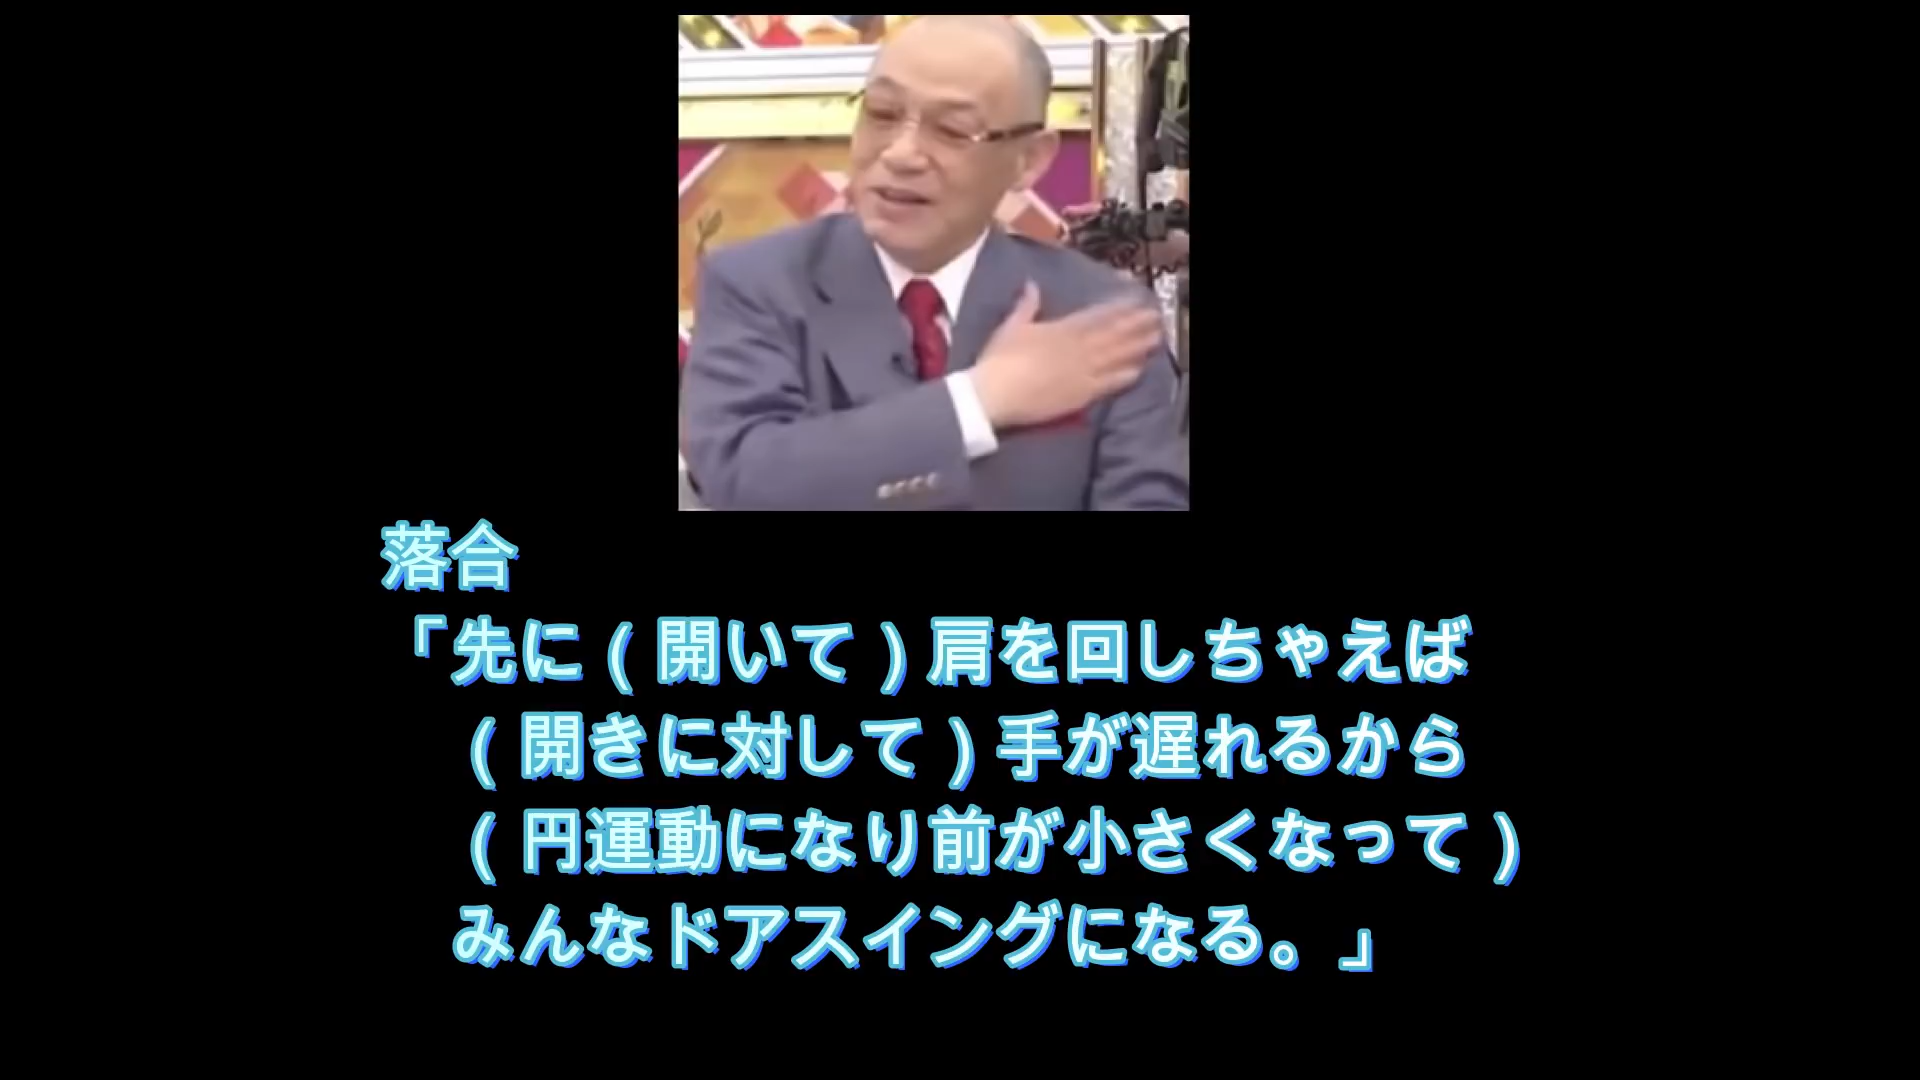 落合
「先に(開いて)肩を回しちゃえば
(開きに対して)手が遅れるから
(円運動になり前が小さくなって)
みんなドアスイングになる。」